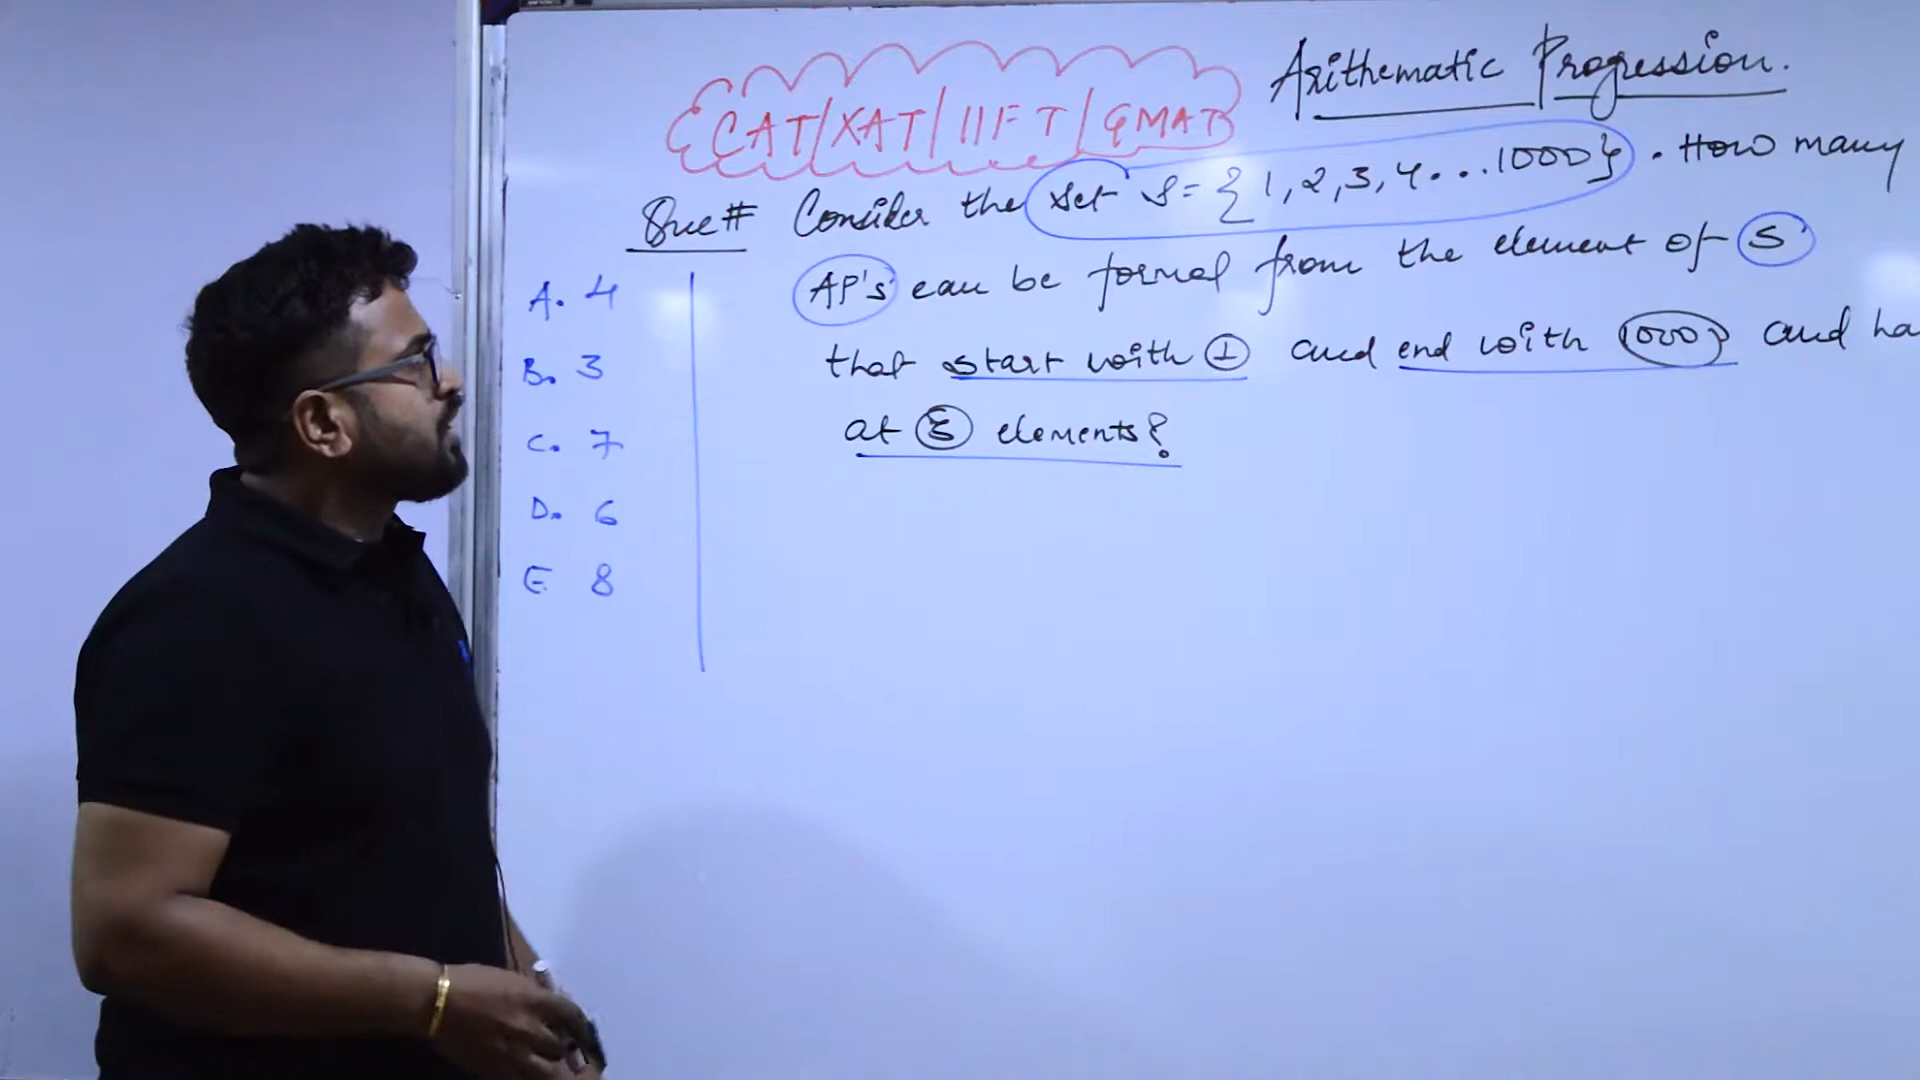 Arithematic Progression.
CAT/XAT/IIFT/GMAT
Que# Consider the set S = {1, 2, 3, 4...1000}. How many
AP's can be formed from the element of S
that start with 1 and end with 1000 and ha
at 3 elements?
A. 4
B. 3
C. 7
D. 6
E 8